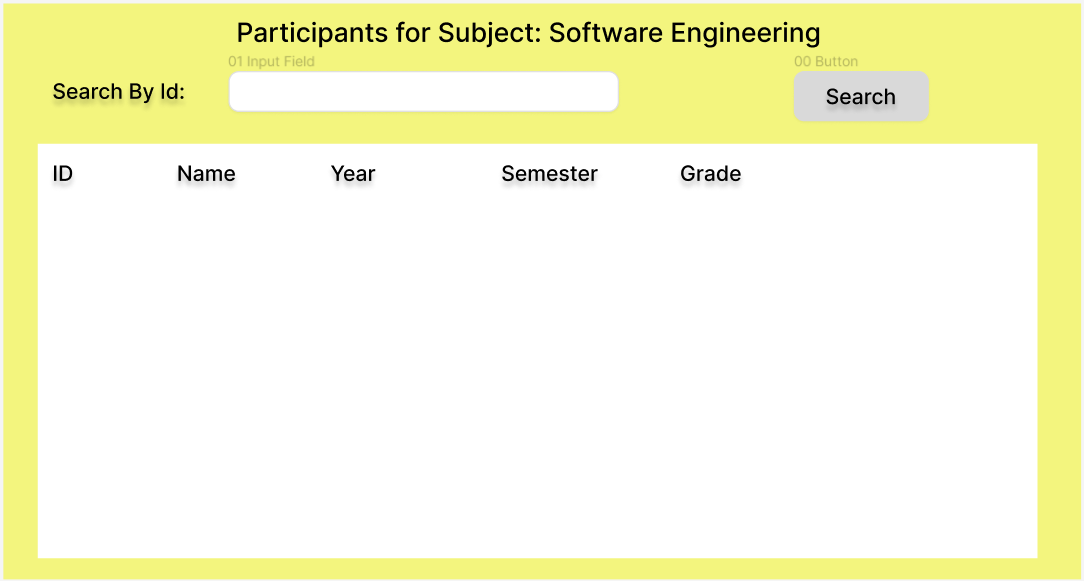 Participants for Subject: Software Engineering
01 Input Field
00 Button
Search By Id:
Search
ID Name Year Semester Grade